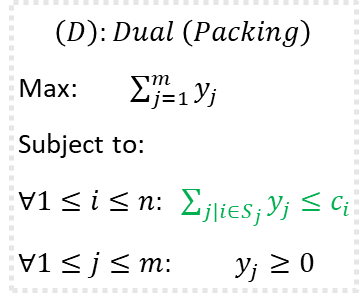 (D): Dual (Packing)
Max: ∑_{j=1}^{m} y_j
Subject to:
∀1 ≤ i ≤ n: ∑_{j|i∈S_j} y_j ≤ c_i
∀1 ≤ j ≤ m: y_j ≥ 0